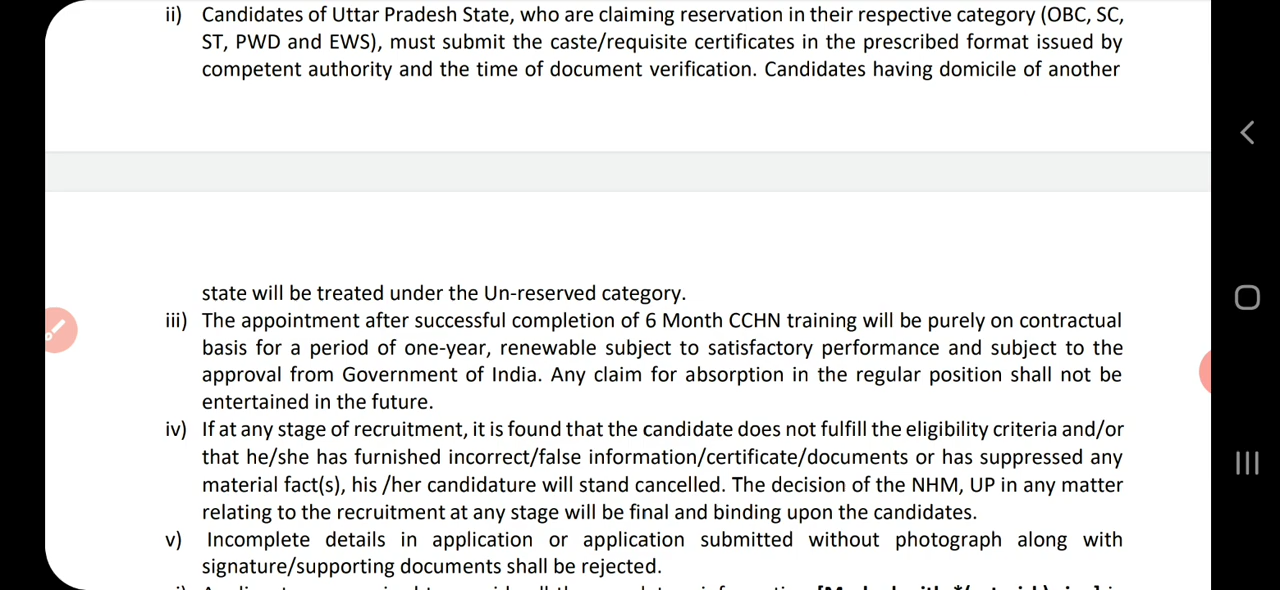 ii) Candidates of Uttar Pradesh State, who are claiming reservation in their respective category (OBC, SC,
ST, PWD and EWS), must submit the caste/requisite certificates in the prescribed format issued by
competent authority and the time of document verification. Candidates having domicile of another
state will be treated under the Un-reserved category.
iii) The appointment after successful completion of 6 Month CCHN training will be purely on contractual
basis for a period of one-year, renewable subject to satisfactory performance and subject to the
approval from Government of India. Any claim for absorption in the regular position shall not be
entertained in the future.
iv) If at any stage of recruitment, it is found that the candidate does not fulfill the eligibility criteria and/or
that he/she has furnished incorrect/false information/certificate/documents or has suppressed any
material fact(s), his /her candidature will stand cancelled. The decision of the NHM, UP in any matter
relating to the recruitment at any stage will be final and binding upon the candidates.
v) Incomplete details in application or application submitted without photograph along with
signature/supporting documents shall be rejected.